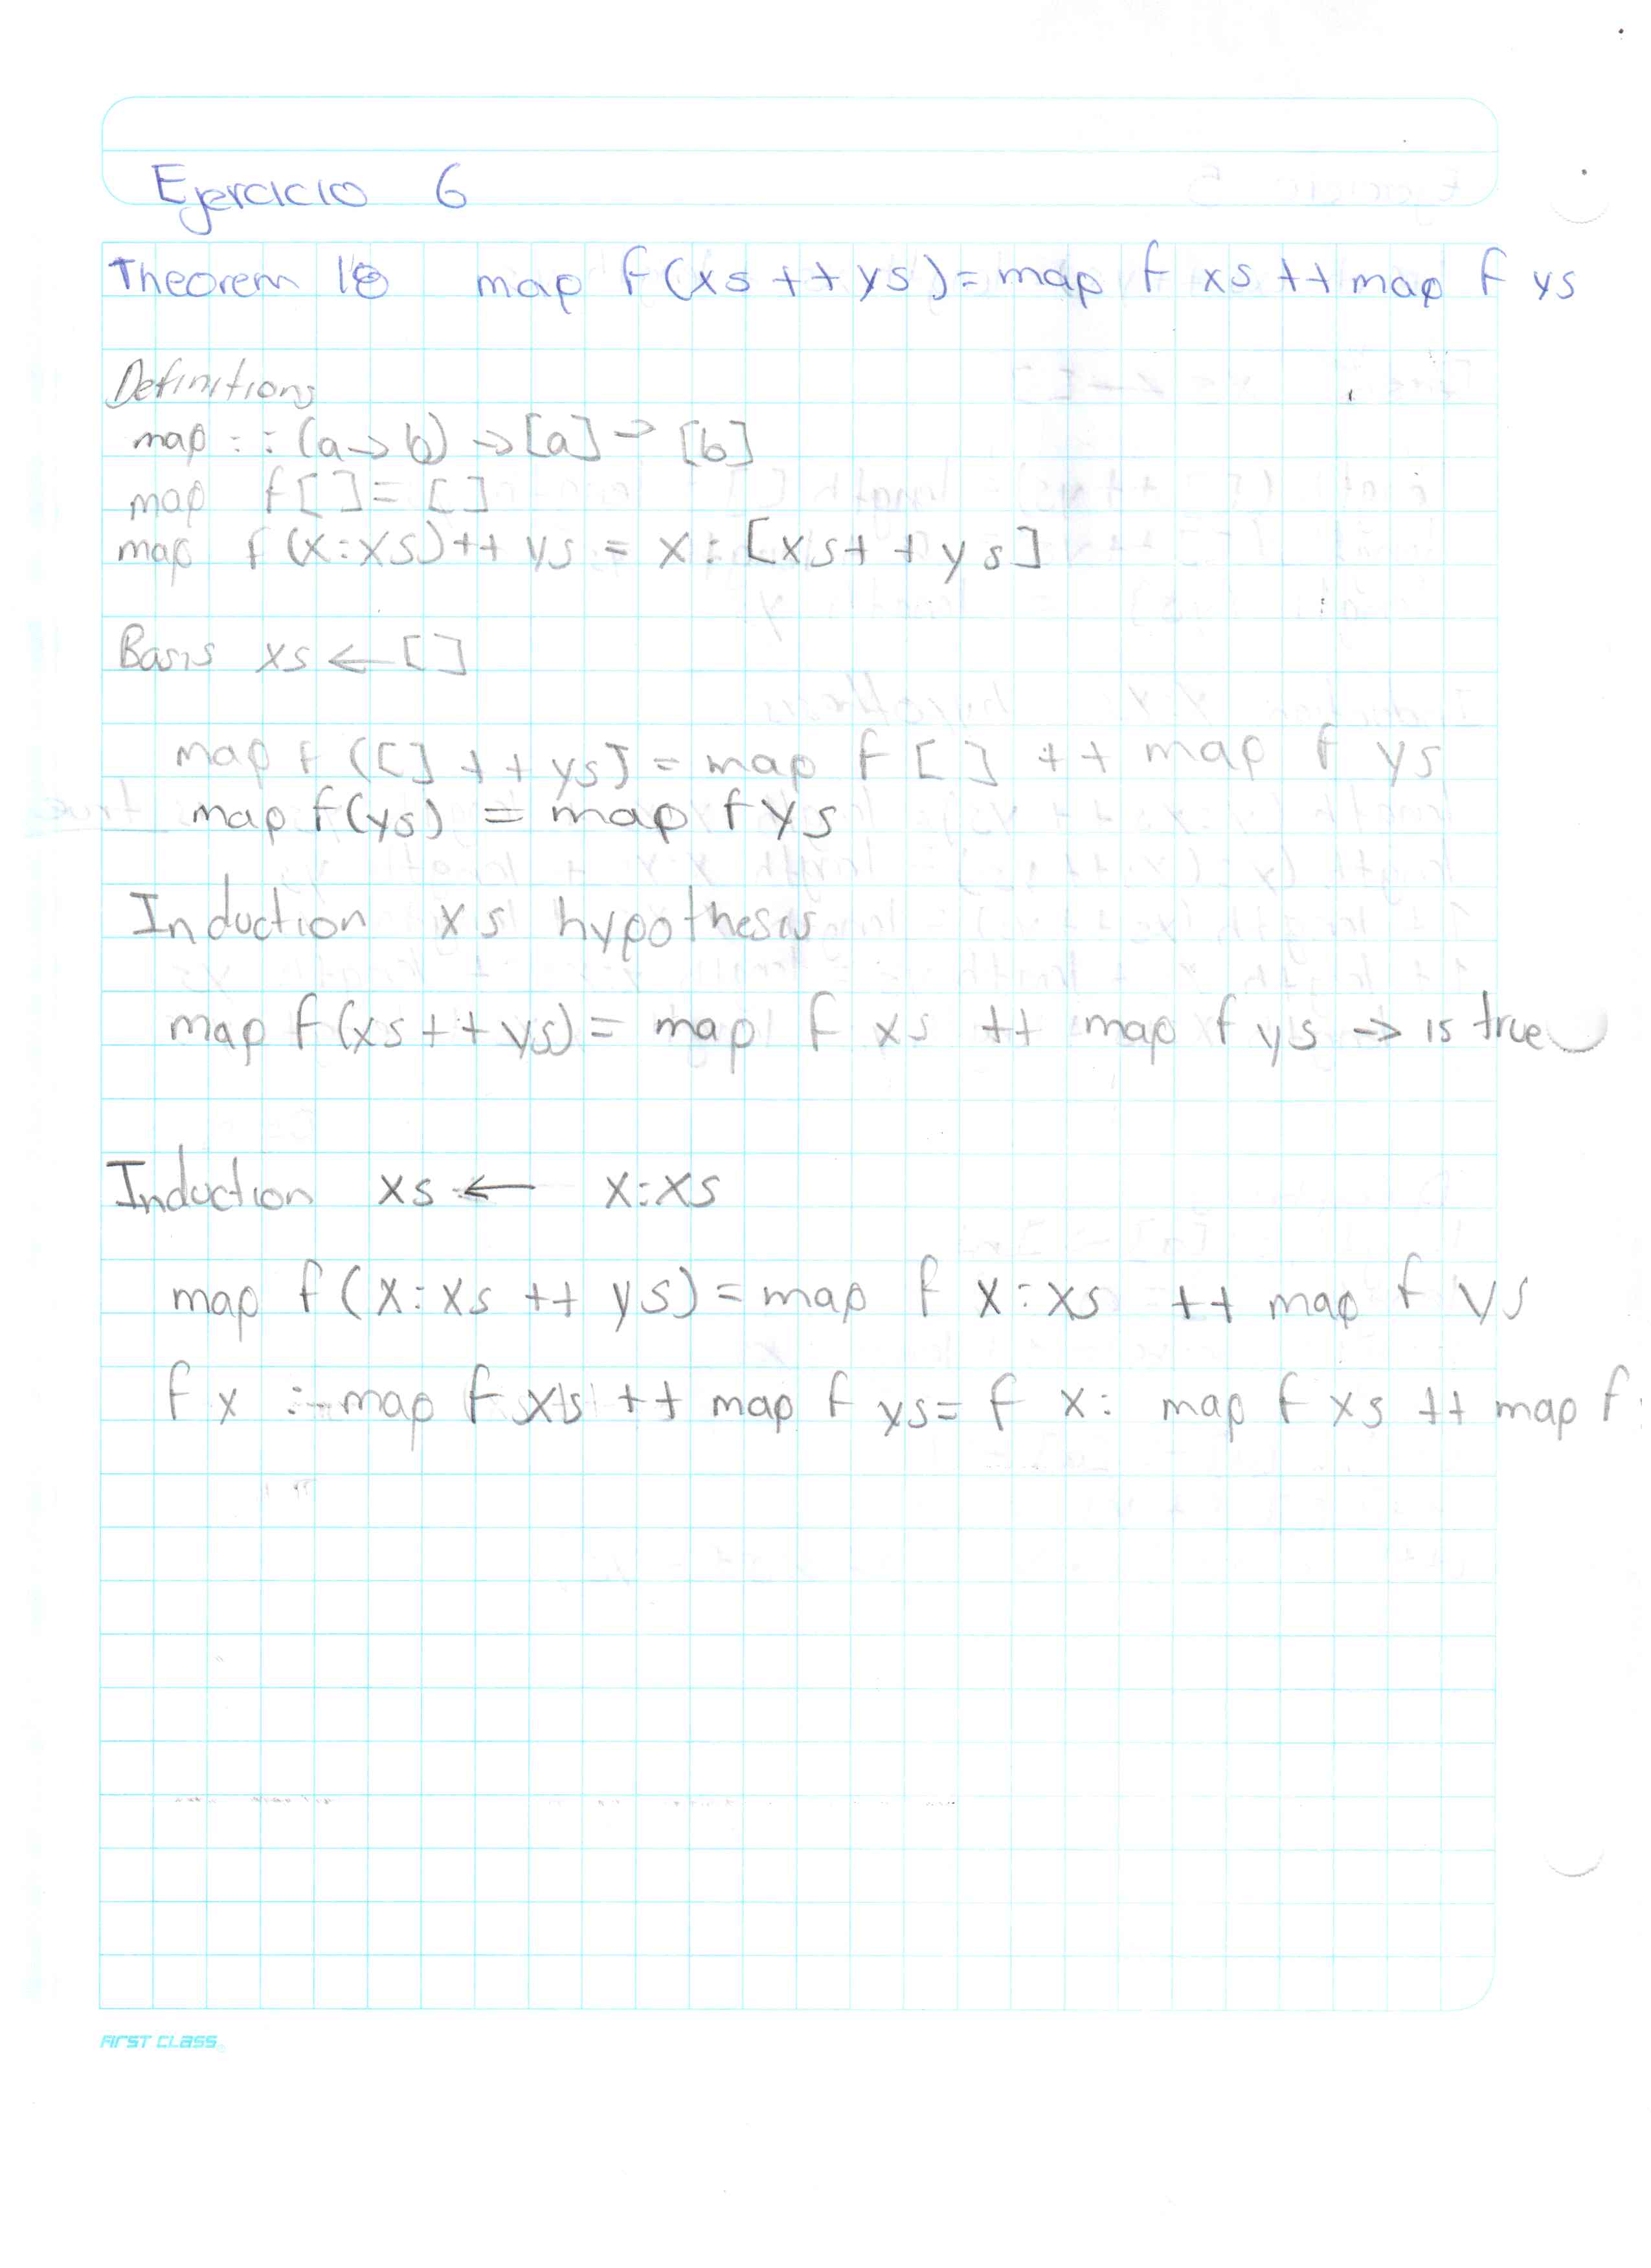 Ejercicio 6
Theorem 18 map f(xs ++ ys) = map f xs ++ map f ys
Definitions
map :: (a→b) →[a] → [b]
map f[] = []
map f(x:xs)++ ys = x: [xs++ys]
Basis xs ← []
map f ([] ++ ys] = map f [] ++ map f ys
map f(ys) = map f ys
Induction xs hypothesis
map f(xs ++ ys) = map f xs ++ map f ys → is true
Induction xs ← x:xs
map f(x:xs ++ ys) = map f x:xs ++ map f ys
f x : map f xs ++ map f ys = f x: map f xs ++ map f
FIRST CLASS